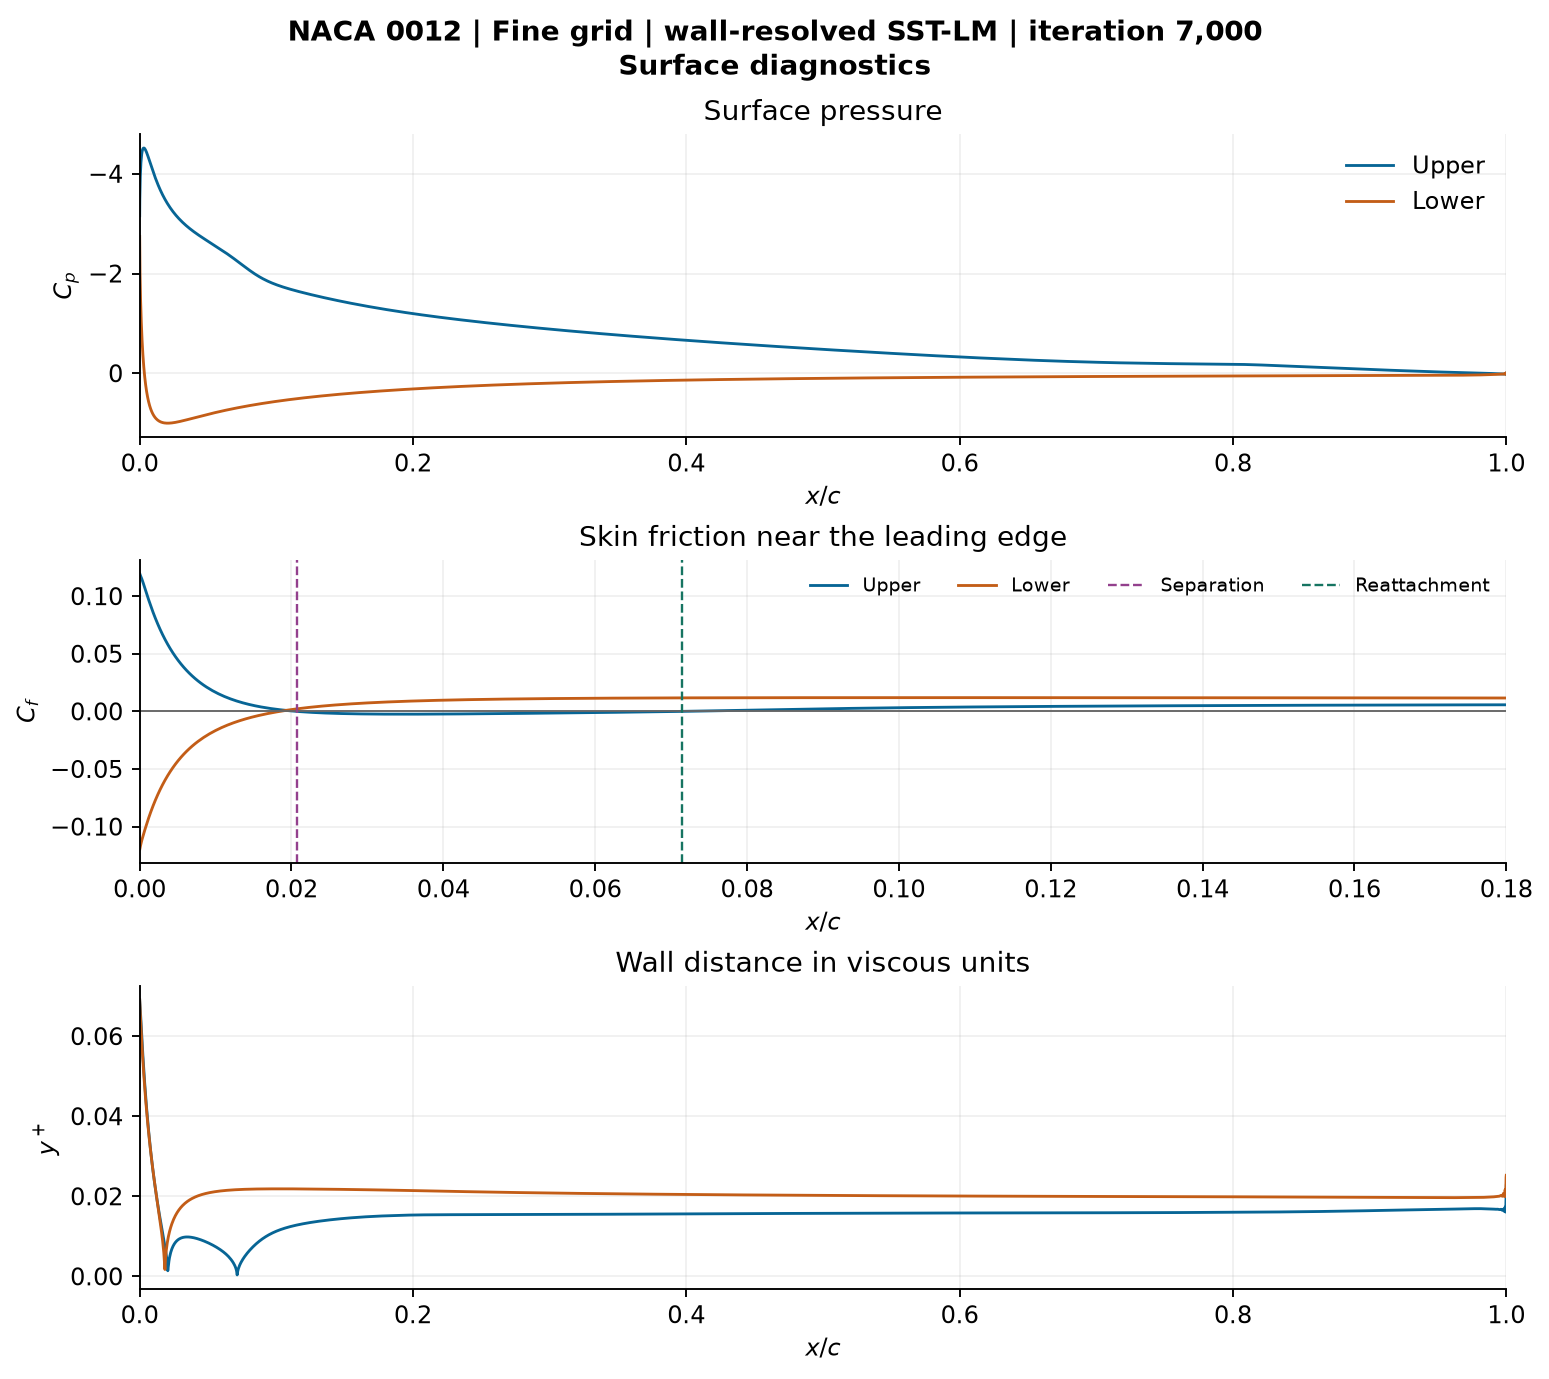 NACA 0012 | Fine grid | wall-resolved SST-LM | iteration 7,000
Surface diagnostics
Surface pressure
Upper
Lower
−4
−2
0
Cp
0.0 0.2 0.4 0.6 0.8 1.0
x/c
Skin friction near the leading edge
Upper Lower Separation Reattachment
0.10
0.05
0.00
−0.05
−0.10
Cf
0.00 0.02 0.04 0.06 0.08 0.10 0.12 0.14 0.16 0.18
x/c
Wall distance in viscous units
0.06
0.04
0.02
0.00
y+
0.0 0.2 0.4 0.6 0.8 1.0
x/c